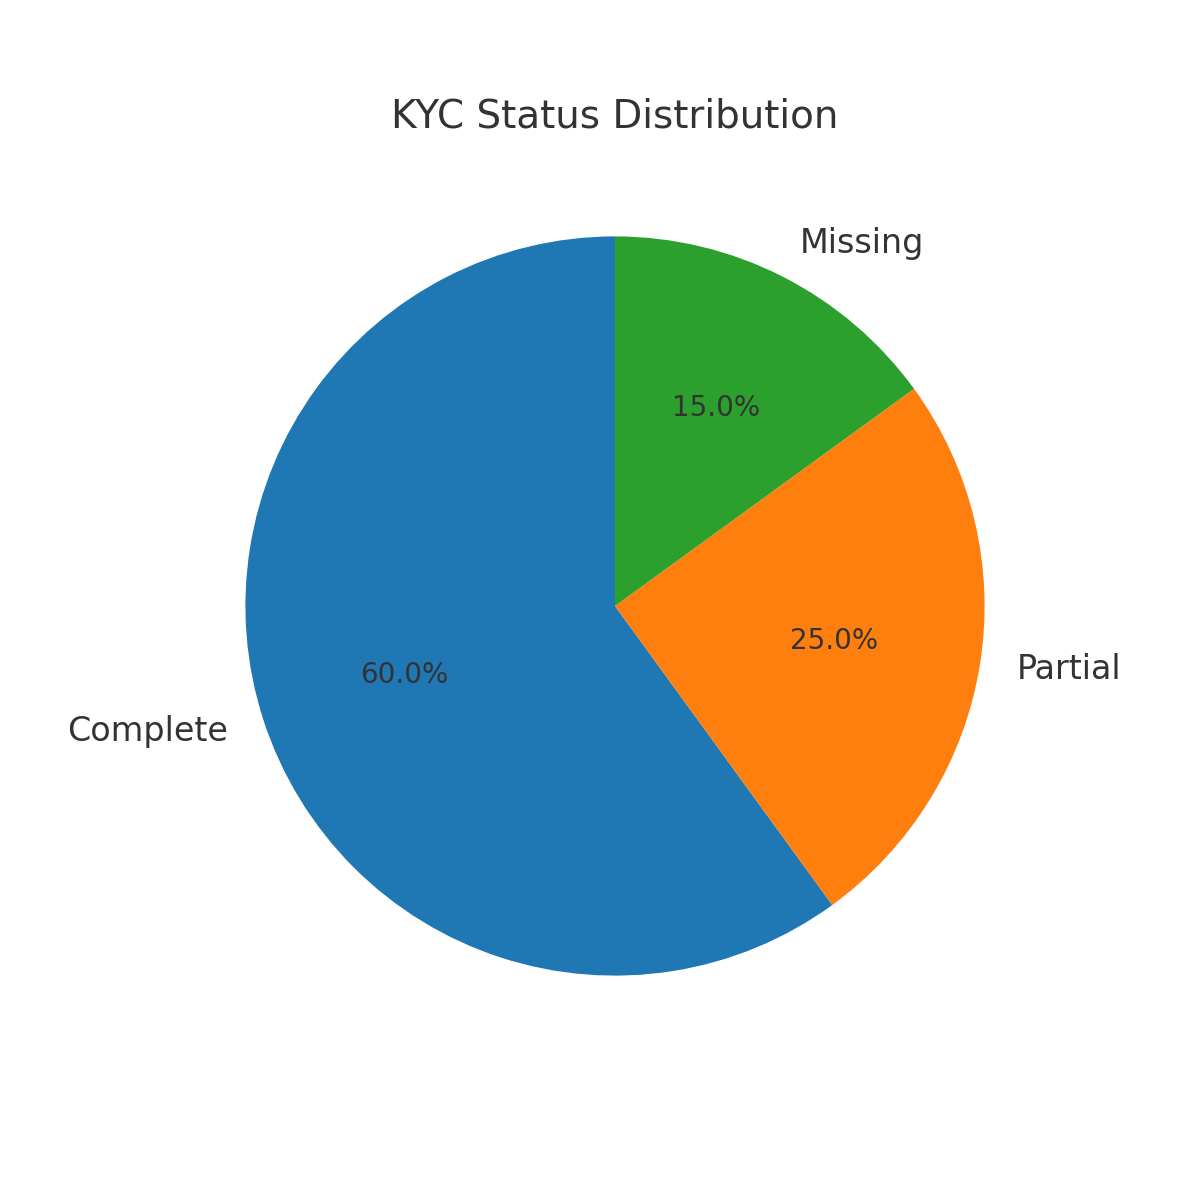 KYC Status Distribution
Missing
15.0%
25.0%
Partial
60.0%
Complete